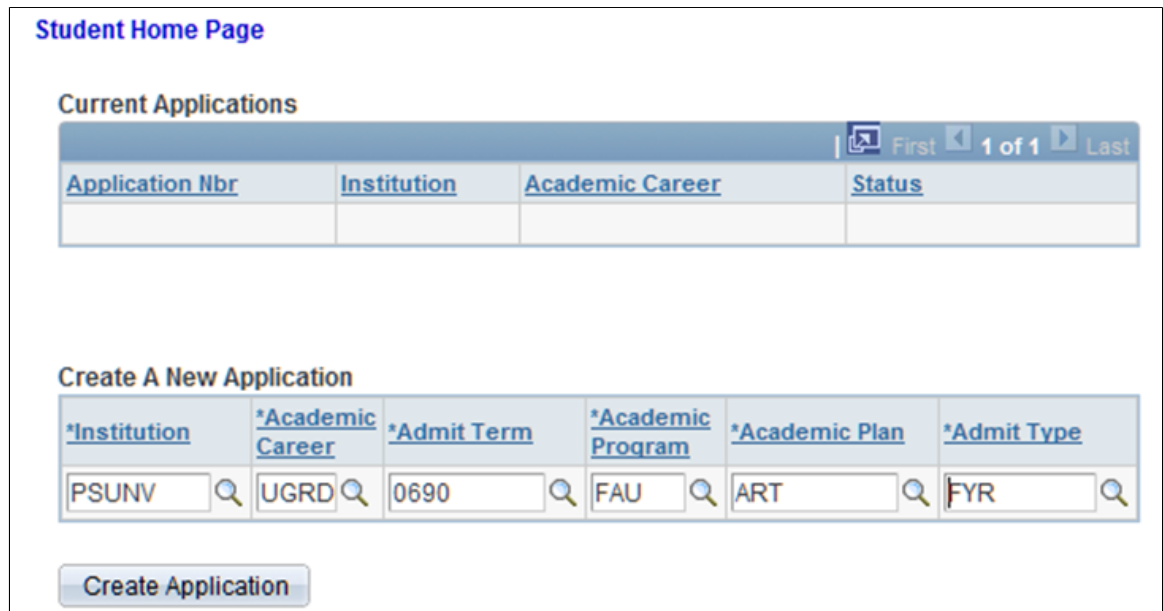 Student Home Page
Current Applications
| First 1 of 1 Last
Application Nbr Institution Academic Career Status
Create A New Application
*Institution *Academic Career *Admit Term *Academic Program *Academic Plan *Admit Type
PSUNV UGRD 0690 FAU ART FYR
Create Application